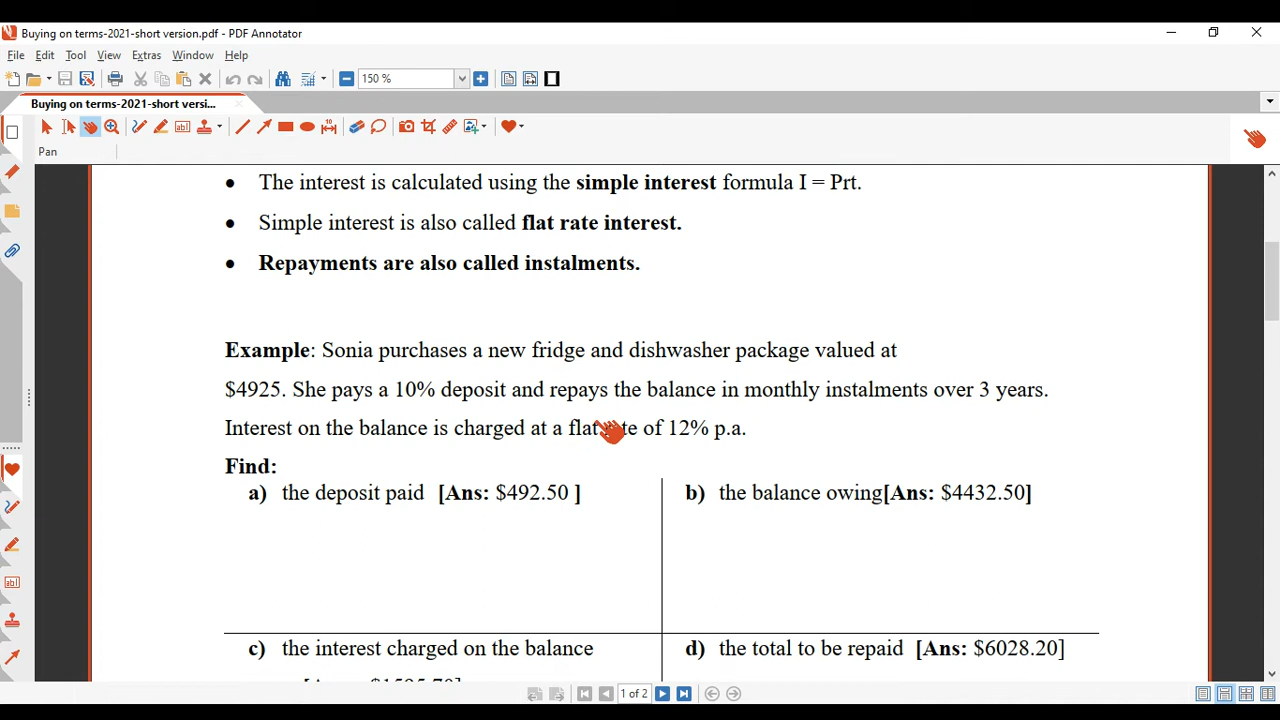 Buying on terms-2021-short version.pdf - PDF Annotator
File Edit Tool View Extras Window Help
150 %
Buying on terms-2021-short versi...
Pan
• The interest is calculated using the simple interest formula I = Prt.
• Simple interest is also called flat rate interest.
• Repayments are also called instalments.
Example: Sonia purchases a new fridge and dishwasher package valued at
$4925. She pays a 10% deposit and repays the balance in monthly instalments over 3 years.
Interest on the balance is charged at a flat of 12% p.a.
Find:
a) the deposit paid [Ans: $492.50 ]
b) the balance owing[Ans: $4432.50]
c) the interest charged on the balance
d) the total to be repaid [Ans: $6028.20]
1 of 2